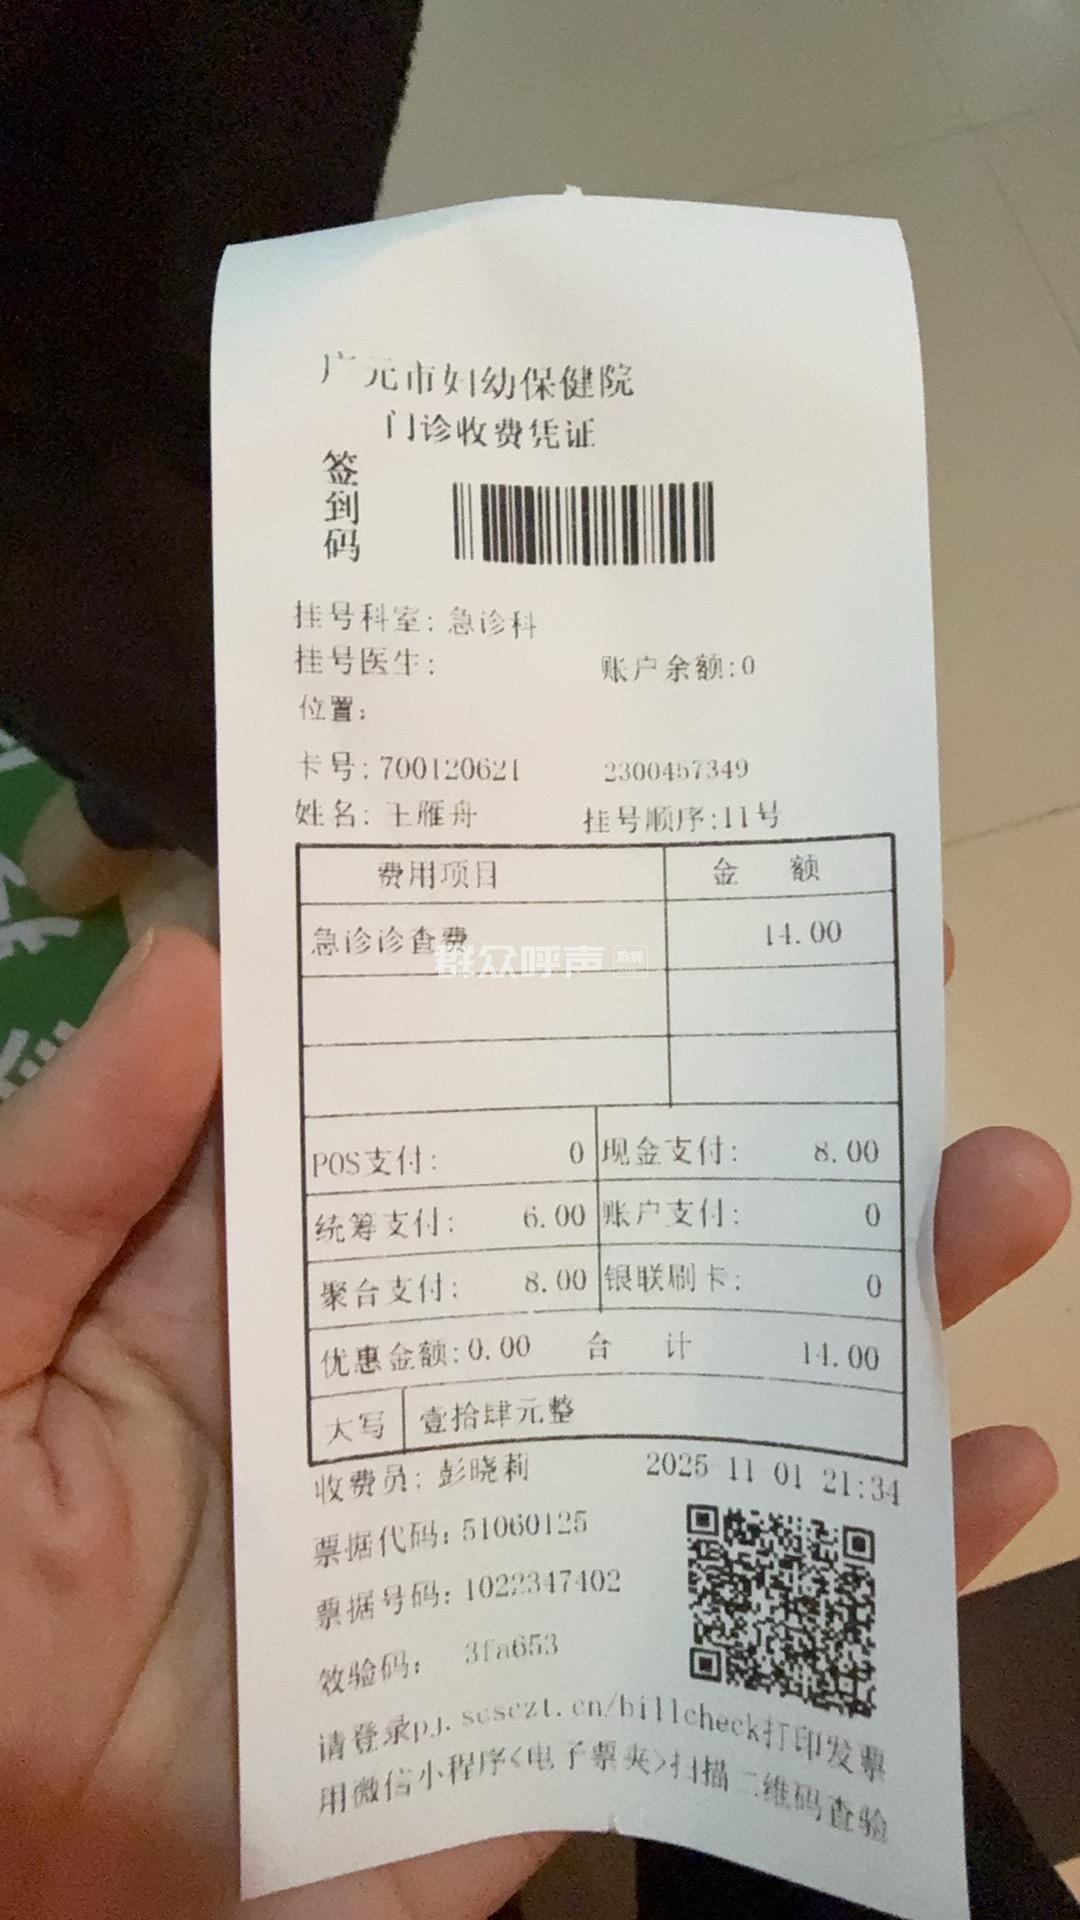 广元市妇幼保健院
门诊收费凭证
签到码
挂号科室: 急诊科
挂号医生: 账户余额:0
位置:
卡号: 700120621 2300457349
姓名: 王雁舟 挂号顺序:11号
费用项目 金 额
急诊诊查费 14.00
群众呼声
POS支付: 0 现金支付: 8.00
统筹支付: 6.00 账户支付: 0
聚合支付: 8.00 银联刷卡: 0
优惠金额:0.00 合 计 14.00
大写 壹拾肆元整
收费员: 彭晓莉 2025-11-01 21:34
票据代码: 51060125
票据号码: 1022347402
效验码: 3fa653
请登录pj.scsczt.cn/billcheck打印发票
用微信小程序<电子票夹>扫描二维码查验